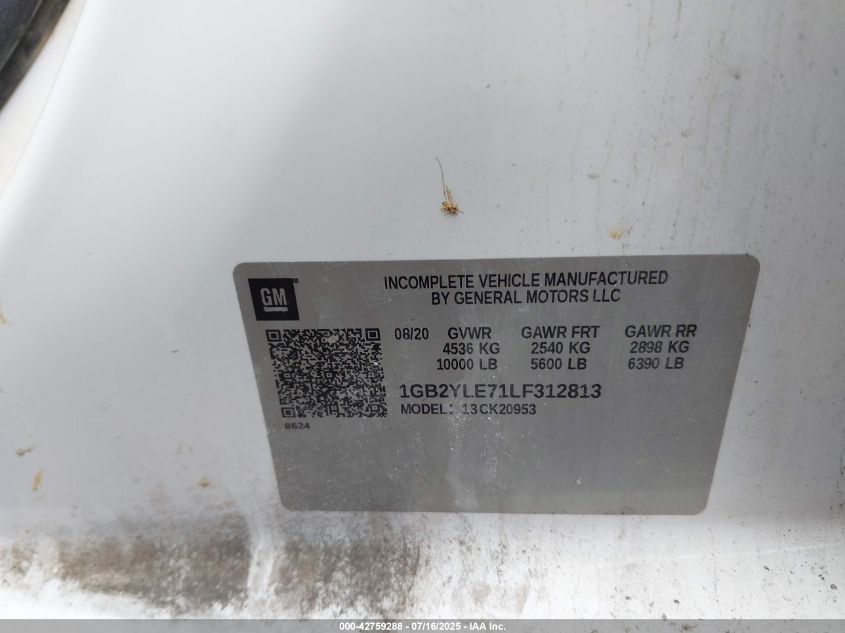 GM
INCOMPLETE VEHICLE MANUFACTURED
BY GENERAL MOTORS LLC
08/20 GVWR GAWR FRT GAWR RR
4536 KG 2540 KG 2898 KG
10000 LB 5600 LB 6390 LB
1GB2YLE71LF312813
MODEL: 13CK20953
8624
000-42759288 - 07/16/2025 - IAA Inc.